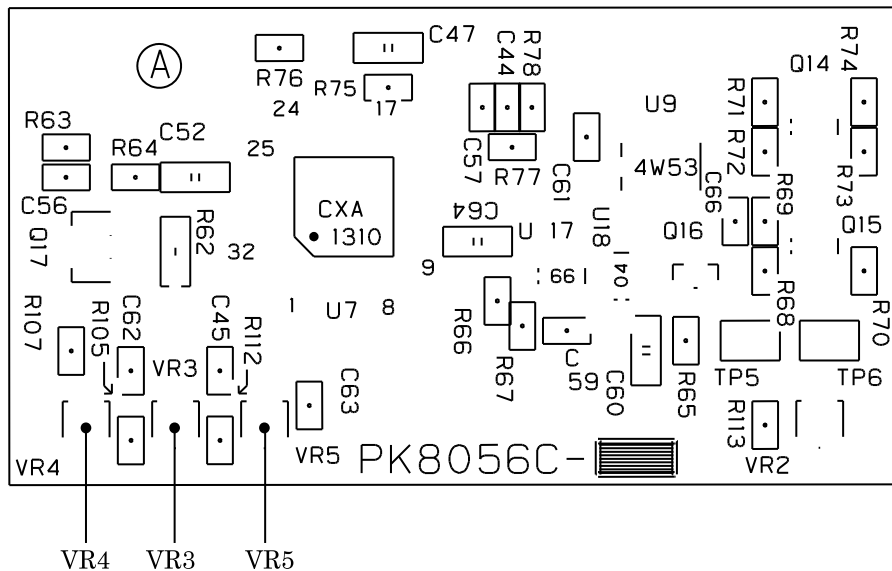 A
R76
C47
R75
24
17
C44
R78
U9
Q14
R74
R71
R63
C52
R64
25
C57
R77
C61
4W53
R72
C66
R69
R73
C56
Q17
R62
32
CXA
1310
C64
U 17
U18
Q16
Q15
9
99
04
1
U7
8
R107
R105
C62
C45
R112
VR3
R66
R67
C
59
C60
R65
R68
R70
TP5
TP6
C63
R113
VR4
VR5
PK8056C-
VR2
VR4 VR3 VR5